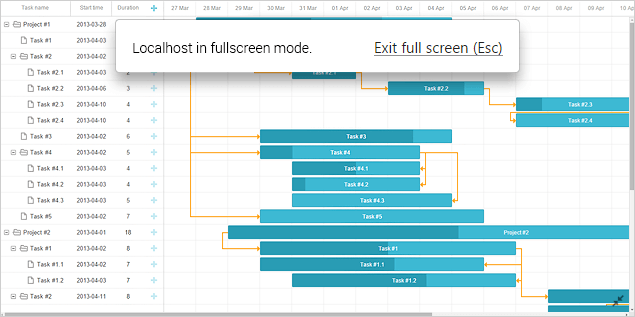 Task name Start time Duration 27 Mar 28 Mar 29 Mar 30 Mar 31 Mar 01 Apr 02 Apr 03 Apr 04 Apr 05 Apr 06 Apr 07 Apr 08 Apr 09 Apr 10 Ap
Project #1 2013-03-28
Task #1 2013-04-03
Task #2 2013-04-02
Localhost in fullscreen mode. Exit full screen (Esc)
Task #2.1 2013-04-03 2 Task #2.1
Task #2.2 2013-04-06 3 Task #2.2
Task #2.3 2013-04-10 4 Task #2.3
Task #2.4 2013-04-10 4 Task #2.4
Task #3 2013-04-02 6 Task #3
Task #4 2013-04-02 5 Task #4
Task #4.1 2013-04-03 4 Task #4.1
Task #4.2 2013-04-03 4 Task #4.2
Task #4.3 2013-04-03 5 Task #4.3
Task #5 2013-04-02 7 Task #5
Project #2 2013-04-01 18 Project #2
Task #1 2013-04-02 8 Task #1
Task #1.1 2013-04-02 7 Task #1.1
Task #1.2 2013-04-03 7 Task #1.2
Task #2 2013-04-11 8